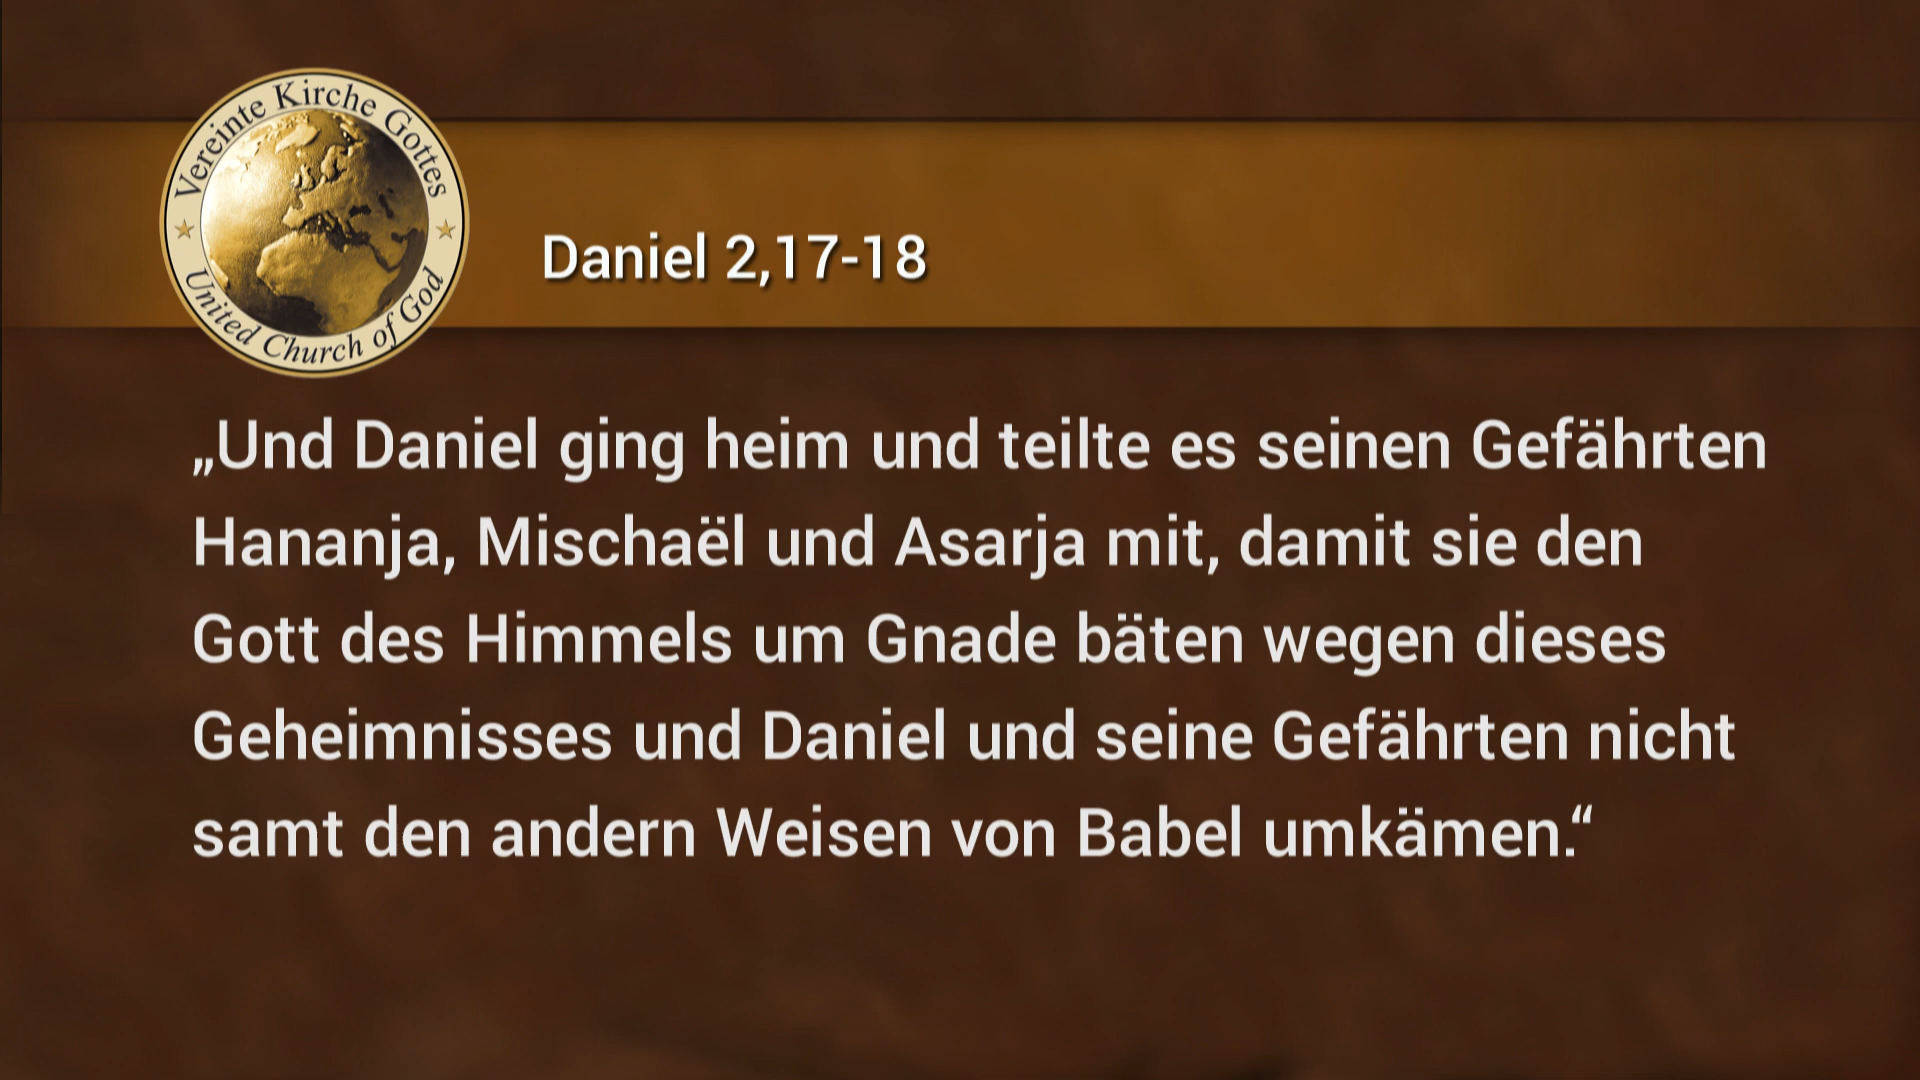 Vereinte Kirche Gottes
United Church of God
Daniel 2,17-18
„Und Daniel ging heim und teilte es seinen Gefährten
Hananja, Mischaël und Asarja mit, damit sie den
Gott des Himmels um Gnade bäten wegen dieses
Geheimnisses und Daniel und seine Gefährten nicht
samt den andern Weisen von Babel umkämen.“